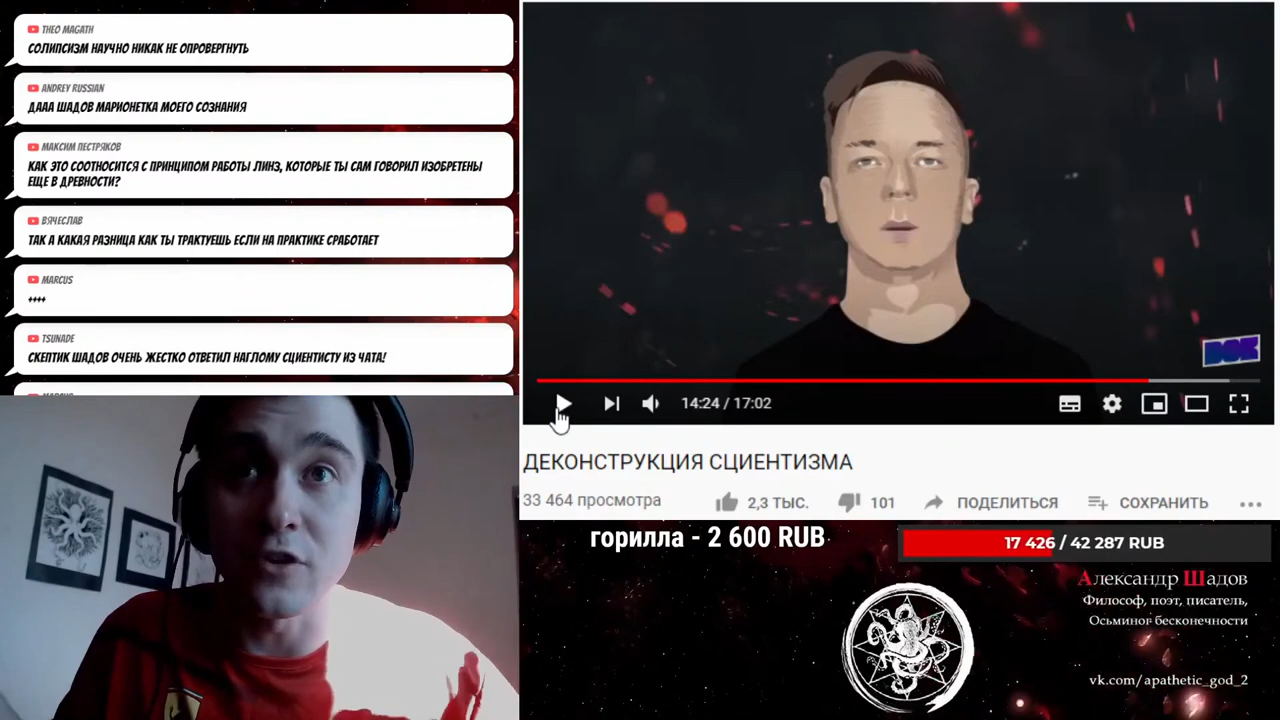 THEO MAGATH
СОЛИПСИЗМ НАУЧНО НИКАК НЕ ОПРОВЕРГНУТЬ
ANDREY RUSSIAN
ДААА ШАДОВ МАРИОНЕТКА МОЕГО СОЗНАНИЯ
МАКСИМ ПЕСТРЯКОВ
КАК ЭТО СООТНОСИТСЯ С ПРИНЦИПОМ РАБОТЫ ЛИНЗ, КОТОРЫЕ ТЫ САМ ГОВОРИЛ ИЗОБРЕТЕНЫ
ЕЩЕ В ДРЕВНОСТИ?
ВЯЧЕСЛАВ
ТАК А КАКАЯ РАЗНИЦА КАК ТЫ ТРАКТУЕШЬ ЕСЛИ НА ПРАКТИКЕ СРАБОТАЕТ
MARCUS
++++
TSUNADE
СКЕПТИК ШАДОВ ОЧЕНЬ ЖЕСТКО ОТВЕТИЛ НАГЛОМУ СЦИЕНТИСТУ ИЗ ЧАТА!
14:24 / 17:02
ДЕКОНСТРУКЦИЯ СЦИЕНТИЗМА
33 464 просмотра
2,3 ТЫС.
101
ПОДЕЛИТЬСЯ
СОХРАНИТЬ
горилла - 2 600 RUB
17 426 / 42 287 RUB
Александр Шадов
Философ, поэт, писатель,
Осьминог бесконечности
vk.com/apathetic_god_2